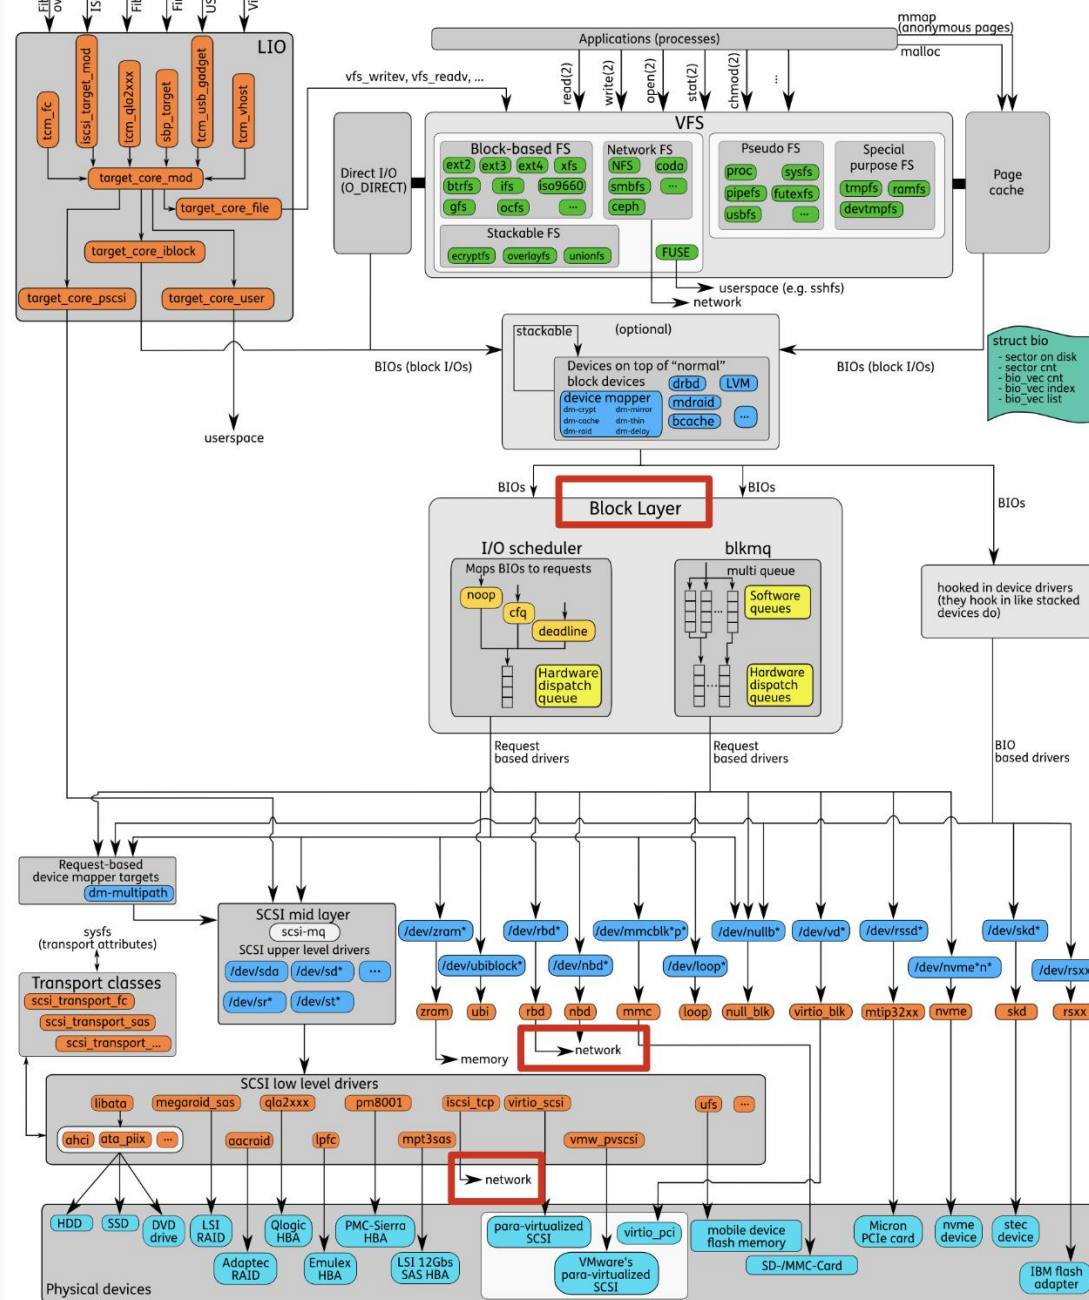 LIO
tcm_fc
iscsi_target_mod
tcm_qla2xxx
sbp_target
tcm_usb_gadget
tcm_vhost
target_core_mod
target_core_file
target_core_iblock
target_core_pscsi
target_core_user
userspace
vfs_writev, vfs_readv, ...
Applications (processes)
mmap
(anonymous pages)
malloc
read(2)
write(2)
open(2)
stat(2)
chmod(2)
...
VFS
Direct I/O
(O_DIRECT)
Block-based FS
ext2 ext3 ext4 xfs
btrfs ifs iso9660
gfs ocfs ...
Network FS
NFS coda
smbfs ...
ceph
Stackable FS
ecryptfs overlayfs unionfs
FUSE
Pseudo FS
proc sysfs
pipefs futexfs
usbfs ...
Special
purpose FS
tmpfs ramfs
devtmpfs
Page
cache
userspace (e.g. sshfs)
network
BIOs (block I/Os)
stackable
(optional)
Devices on top of “normal”
block devices
drbd LVM
device mapper
dm-crypt dm-mirror
dm-cache dm-thin
dm-raid dm-delay
mdraid
bcache
...
BIOs (block I/Os)
struct bio
- sector on disk
- sector cnt
- bio_vec cnt
- bio_vec index
- bio_vec list
BIOs
BIOs
BIOs
Block Layer
I/O scheduler
Maps BIOs to requests
noop
cfq
deadline
Hardware
dispatch
queue
blkmq
multi queue
Software
queues
...
Hardware
dispatch
queues
...
hooked in device drivers
(they hook in like stacked
devices do)
Request
based drivers
Request
based drivers
BIO
based drivers
Request-based
device mapper targets
dm-multipath
sysfs
(transport attributes)
Transport classes
scsi_transport_fc
scsi_transport_sas
scsi_transport_...
SCSI mid layer
scsi-mq
SCSI upper level drivers
/dev/sda /dev/sd* ...
/dev/sr* /dev/st*
/dev/zram* /dev/rbd* /dev/mmcblk*p* /dev/nullb* /dev/vd* /dev/rssd* /dev/skd*
/dev/ubiblock* /dev/nbd* /dev/loop* /dev/nvme*n* /dev/rsxx
zram ubi rbd nbd mmc loop null_blk virtio_blk mtip32xx nvme skd rsxx
memory
network
SCSI low level drivers
libata megaraid_sas qla2xxx pm8001 iscsi_tcp virtio_scsi ufs ...
ahci ata_piix ... aacraid lpfc mpt3sas vmw_pvscsi
network
HDD
SSD
DVD
drive
LSI
RAID
Adaptec
RAID
Qlogic
HBA
Emulex
HBA
PMC-Sierra
HBA
LSI 12Gbs
SAS HBA
para-virtualized
SCSI
VMware's
para-virtualized
SCSI
virtio_pci
mobile device
flash memory
SD-/MMC-Card
Micron
PCIe card
nvme
device
stec
device
IBM flash
adapter
Physical devices